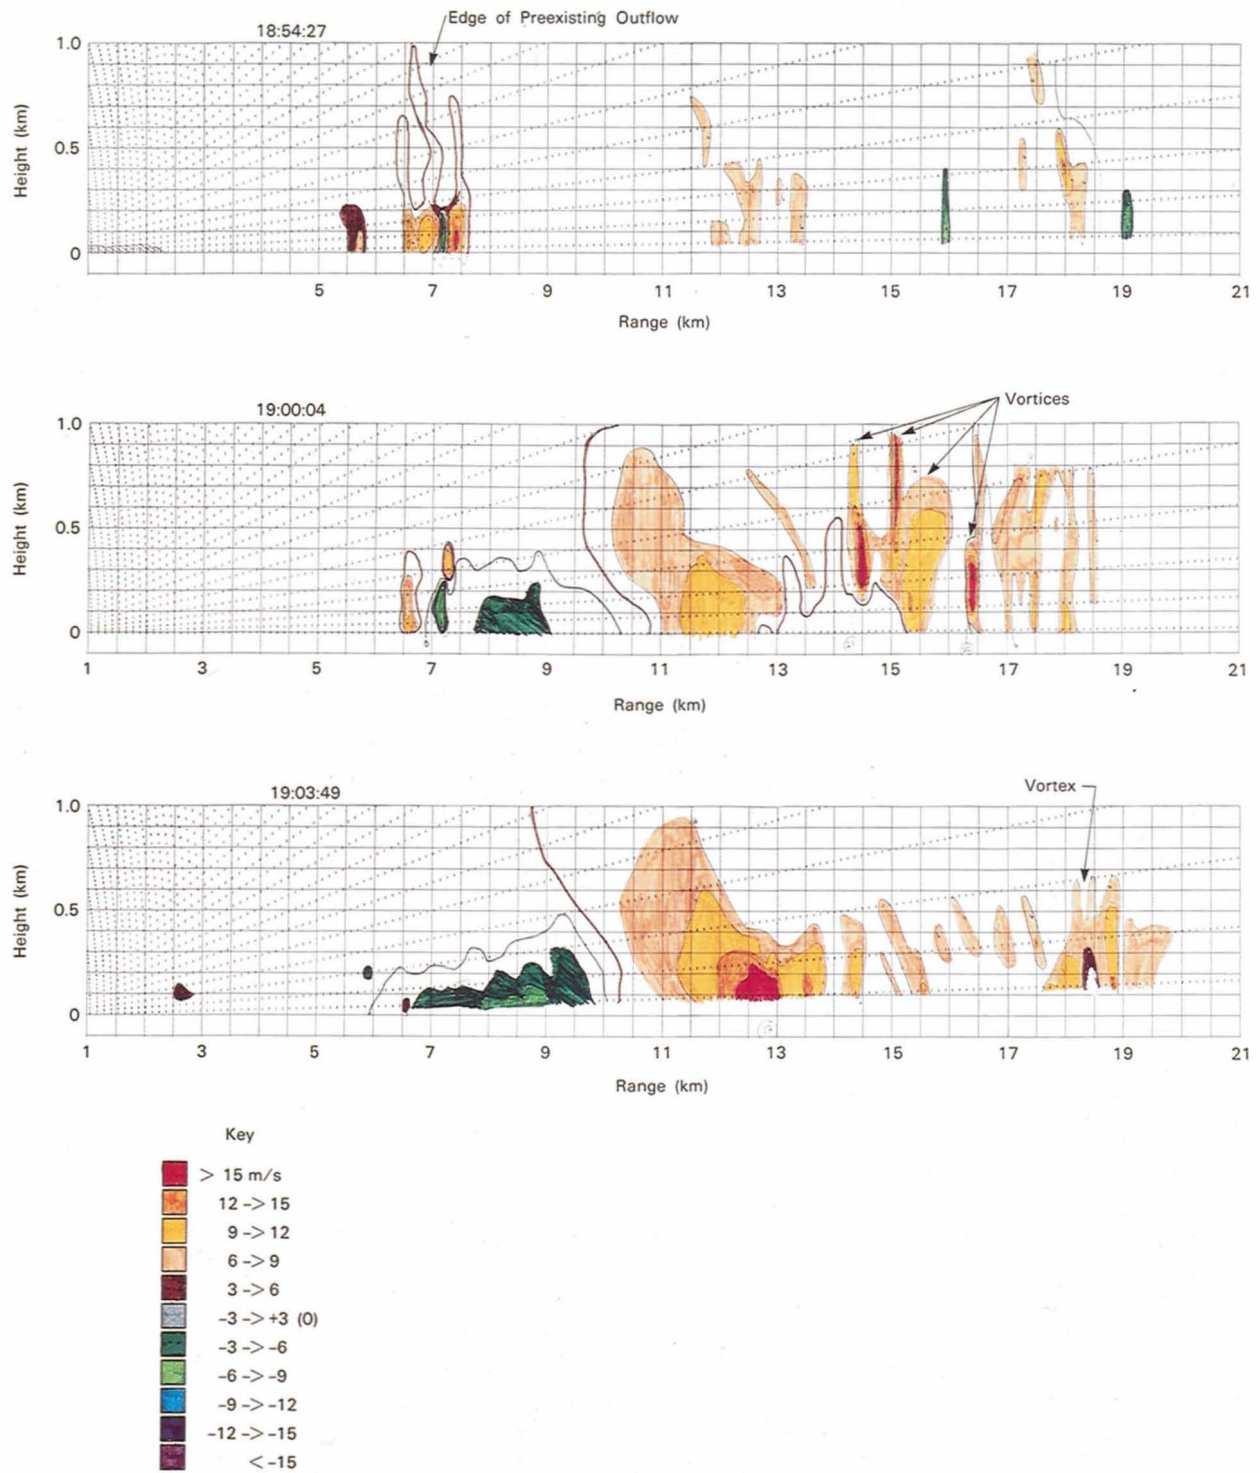 Edge of Preexisting Outflow
18:54:27
1.0
0.5
0
Height (km)
5 7 9 11 13 15 17 19 21
Range (km)
Vortices
19:00:04
1.0
0.5
0
Height (km)
1 3 5 7 9 11 13 15 17 19 21
Range (km)
Vortex
19:03:49
1.0
0.5
0
Height (km)
1 3 5 7 9 11 13 15 17 19 21
Range (km)
Key
> 15 m/s
12 -> 15
9 -> 12
6 -> 9
3 -> 6
-3 -> +3 (0)
-3 -> -6
-6 -> -9
-9 -> -12
-12 -> -15
< -15